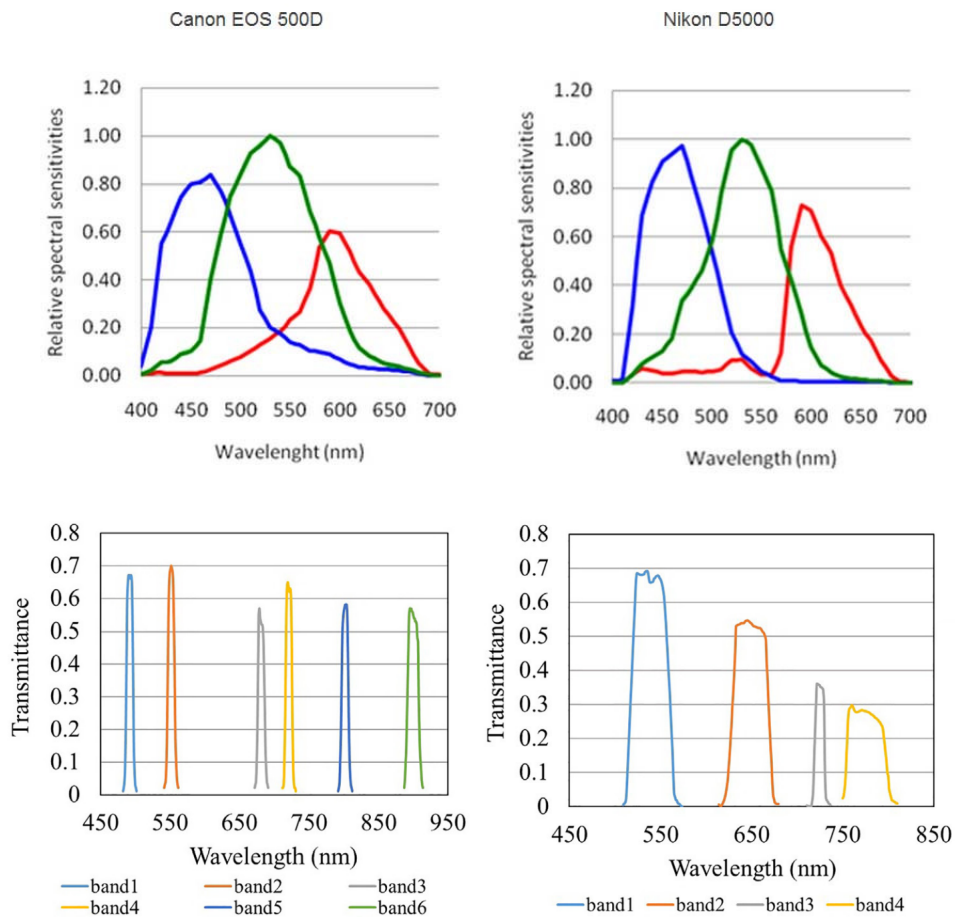 Canon EOS 500D
Relative spectral sensitivities
1.20
1.00
0.80
0.60
0.40
0.20
0.00
400 450 500 550 600 650 700
Wavelenght (nm)
Nikon D5000
Relative spectral sensitivities
1.20
1.00
0.80
0.60
0.40
0.20
0.00
400 450 500 550 600 650 700
Wavelength (nm)
Transmittance
0.8
0.7
0.6
0.5
0.4
0.3
0.2
0.1
0
450 550 650 750 850 950
Wavelength (nm)
band1 band2 band3
band4 band5 band6
Transmittance
0.8
0.7
0.6
0.5
0.4
0.3
0.2
0.1
0
450 550 650 750 850
Wavelength (nm)
band1 band2 band3 band4